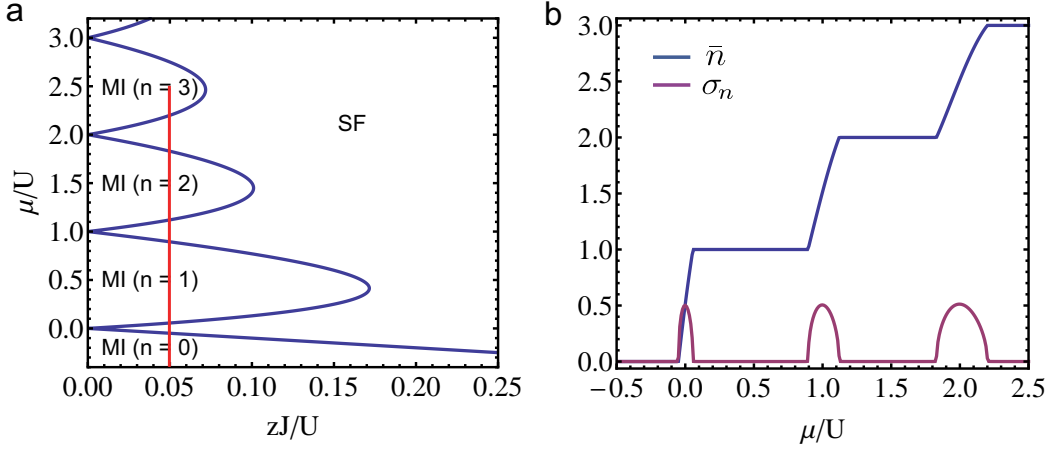 a
3.0
2.5
2.0
1.5
1.0
0.5
0.0
μ/U
MI (n = 3)
SF
MI (n = 2)
MI (n = 1)
MI (n = 0)
0.00 0.05 0.10 0.15 0.20 0.25
zJ/U
b
3.0
2.5
2.0
1.5
1.0
0.5
0.0
n̄
σₙ
−0.5 0.0 0.5 1.0 1.5 2.0 2.5
μ/U